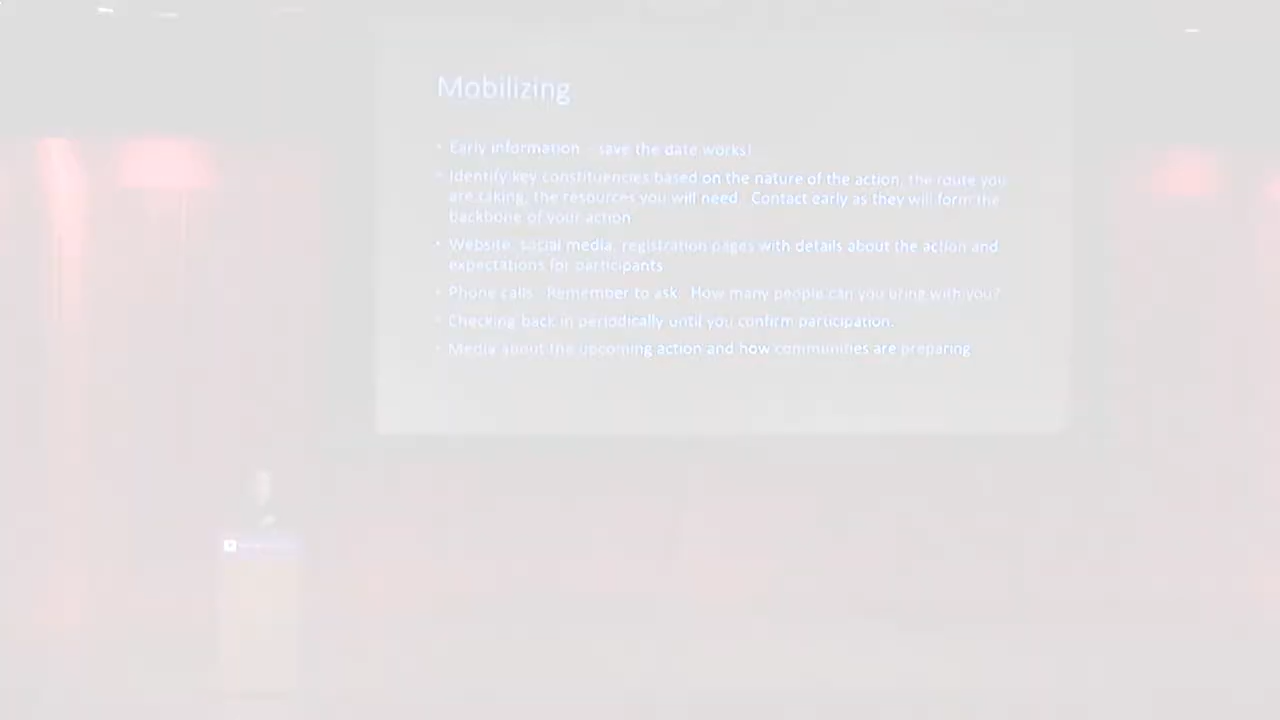 Mobilizing
• Early information - save the date works!
• Identify key constituencies based on the nature of the action, the route you
are taking, the resources you will need. Contact early as they will form the
backbone of your action
• Website, social media, registration pages with details about the action and
expectations for participants
• Phone calls. Remember to ask: How many people can you bring with you?
• Checking back in periodically until you confirm participation.
• Media about the upcoming action and how communities are preparing